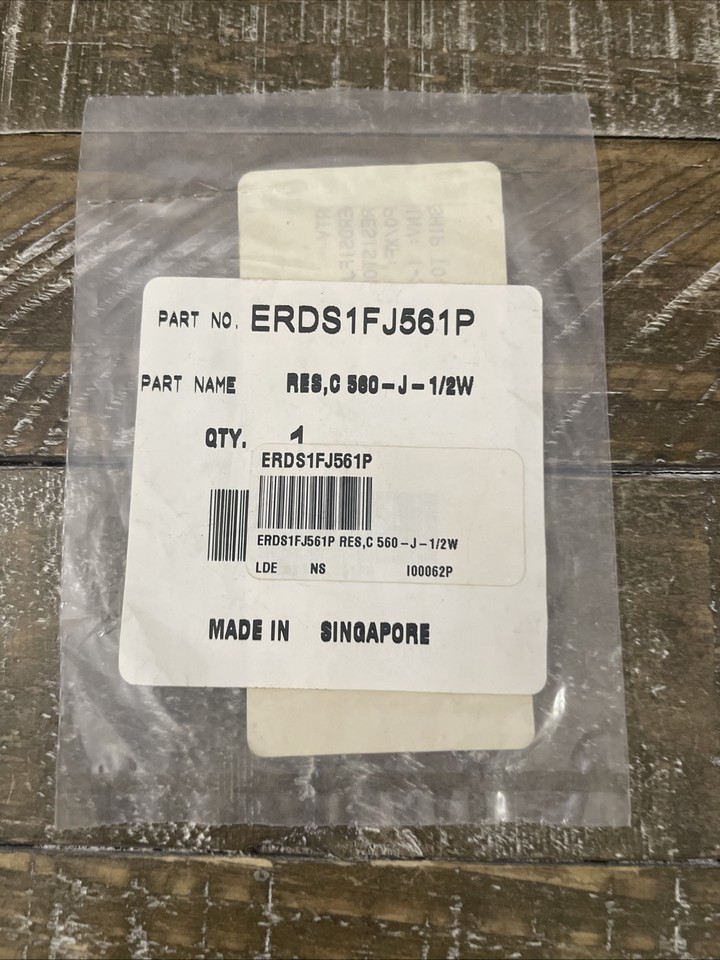 PART NO. ERDS1FJ561P
PART NAME RES,C 560-J-1/2W
QTY. 1
ERDS1FJ561P
ERDS1FJ561P RES,C 560-J-1/2W
LDE NS I00062P
MADE IN SINGAPORE